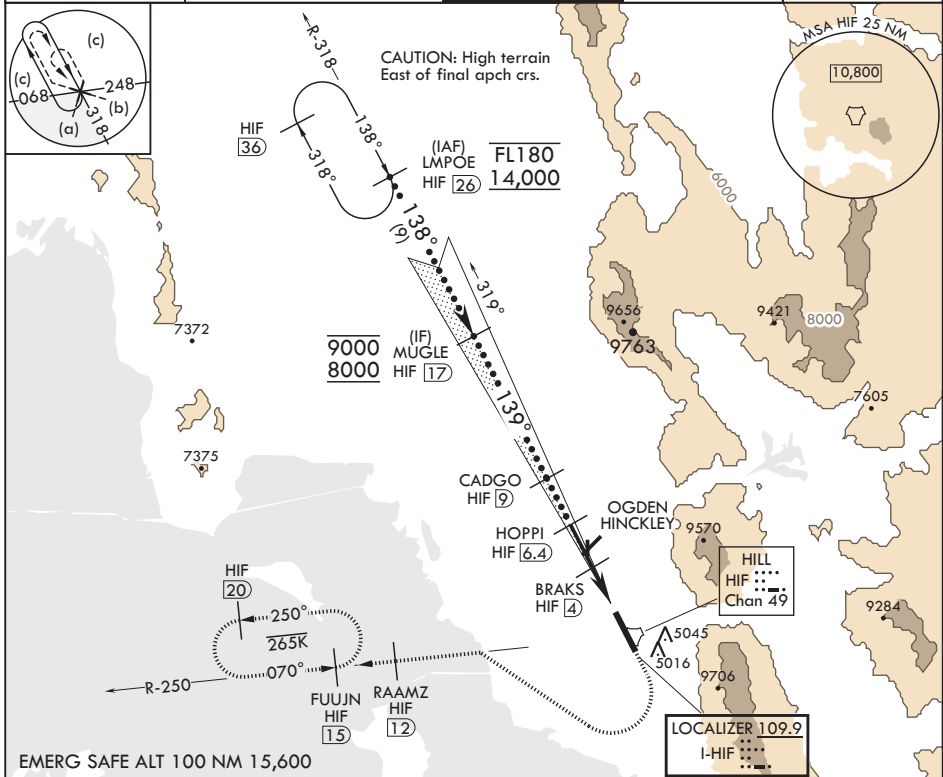 (c)
(c)
068
248
(b)
318
(a)
R-318
CAUTION: High terrain
East of final apch crs.
MSA HIF 25 NM
10,800
HIF
36
138°
318°
(IAF)
LMPOE
HIF 26
FL180
14,000
138°
(9)
6000
319°
7372
9000
8000
(IF)
MUGLE
HIF 17
9656
9763
9421
8000
7605
139°
7375
CADGO
HIF 9
OGDEN
HINCKLEY
HOPPI
HIF 6.4
9570
HILL
HIF
Chan 49
BRAKS
HIF 4
HIF
20
250°
265K
070°
R-250
FUUJN
HIF
15
RAAMZ
HIF
12
5045
5016
9284
9706
LOCALIZER 109.9
I-HIF
EMERG SAFE ALT 100 NM 15,600